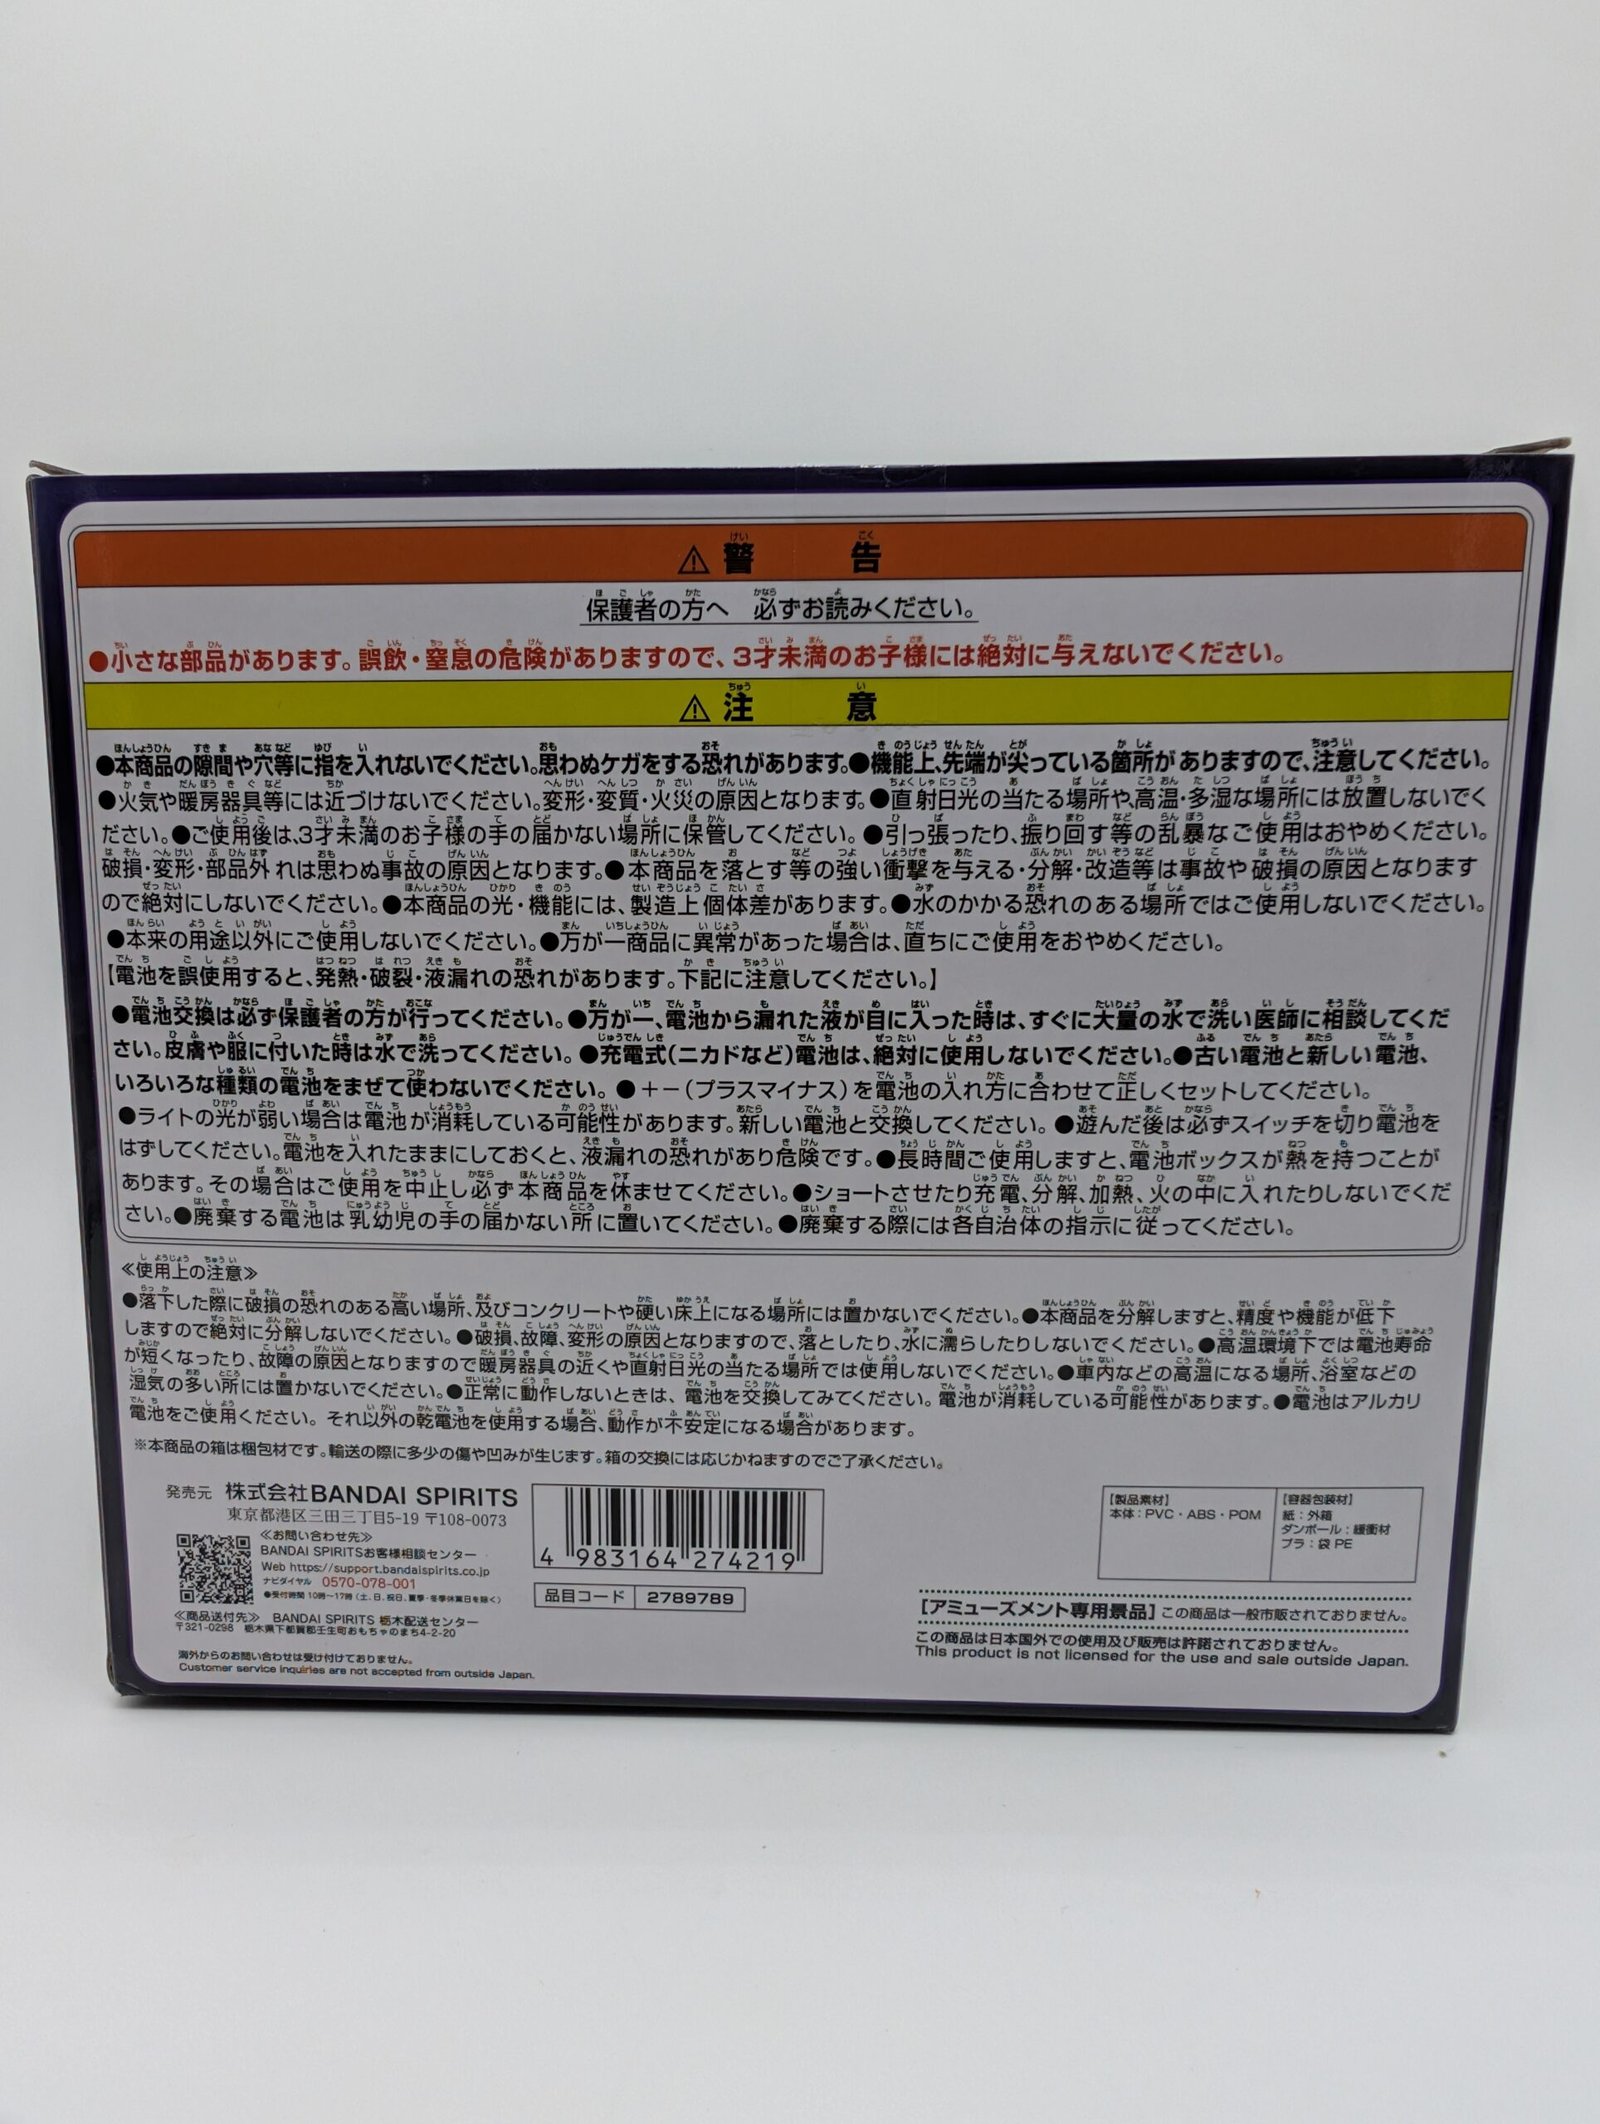 ⚠警告
保護者の方へ　必ずお読みください。
●小さな部品があります。誤飲・窒息の危険がありますので、3才未満のお子様には絶対に与えないでください。
⚠注意
●本商品の隙間や穴等に指を入れないでください。思わぬケガをする恐れがあります。●機能上、先端が尖っている箇所がありますので、注意してください。
●火気や暖房器具等には近づけないでください。変形・変質・火災の原因となります。●直射日光の当たる場所や、高温・多湿な場所には放置しないでく
ださい。●ご使用後は、3才未満のお子様の手の届かない場所に保管してください。●引っ張ったり、振り回す等の乱暴なご使用はおやめください。
破損・変形・部品外れは思わぬ事故の原因となります。●本商品を落とす等の強い衝撃を与える・分解・改造等は事故や破損の原因となります
ので絶対にしないでください。●本商品の光・機能には、製造上個体差があります。●水のかかる恐れのある場所ではご使用しないでください。
●本来の用途以外にご使用しないでください。●万が一商品に異常があった場合は、直ちにご使用をおやめください。
【電池を誤使用すると、発熱・破裂・液漏れの恐れがあります。下記に注意してください。】
●電池交換は必ず保護者の方が行ってください。●万が一、電池から漏れた液が目に入った時は、すぐに大量の水で洗い医師に相談してくだ
さい。皮膚や服に付いた時は水で洗ってください。●充電式(ニカドなど)電池は、絶対に使用しないでください。●古い電池と新しい電池、
いろいろな種類の電池をまぜて使わないでください。●＋－(プラスマイナス)を電池の入れ方に合わせて正しくセットしてください。
●ライトの光が弱い場合は電池が消耗している可能性があります。新しい電池と交換してください。●遊んだ後は必ずスイッチを切り電池を
はずしてください。電池を入れたままにしておくと、液漏れの恐れがあり危険です。●長時間ご使用しますと、電池ボックスが熱を持つことが
あります。その場合はご使用を中止し必ず本商品を休ませてください。●ショートさせたり充電、分解、加熱、火の中に入れたりしないでくだ
さい。●廃棄する電池は乳幼児の手の届かない所に置いてください。●廃棄する際には各自治体の指示に従ってください。
≪使用上の注意≫
●落下した際に破損の恐れのある高い場所、及びコンクリートや硬い床上になる場所には置かないでください。●本商品を分解しますと、精度や機能が低下
しますので絶対に分解しないでください。●破損、故障、変形の原因となりますので、落としたり、水に濡らしたりしないでください。●高温環境下では電池寿命
が短くなったり、故障の原因となりますので暖房器具の近くや直射日光の当たる場所では使用しないでください。●車内などの高温になる場所、浴室などの
湿気の多い所には置かないでください。●正常に動作しないときは、電池を交換してみてください。電池が消耗している可能性があります。●電池はアルカリ
電池をご使用ください。それ以外の乾電池を使用する場合、動作が不安定になる場合があります。
※本商品の箱は梱包材です。輸送の際に多少の傷や凹みが生じます。箱の交換には応じかねますのでご了承ください。
発売元 株式会社BANDAI SPIRITS
東京都港区三田三丁目5-19 〒108-0073
≪お問い合わせ先≫
BANDAI SPIRITSお客様相談センター
Web https://support.bandaispirits.co.jp
ナビダイヤル 0570-078-001
●受付時間 10時〜17時（土、日、祝日、夏季・冬季休業日を除く）
≪商品送付先≫ BANDAI SPIRITS 栃木配送センター
〒321-0298 栃木県下都賀郡壬生町おもちゃのまち4-2-20
海外からのお問い合わせは受け付けておりません。
Customer service inquiries are not accepted from outside Japan.
4 983164 274219
品目コード 2789789
【製品素材】
本体：PVC・ABS・POM
【容器包装材】
紙：外箱
ダンボール：緩衝材
プラ：袋 PE
【アミューズメント専用景品】この商品は一般市販されておりません。
この商品は日本国外での使用及び販売は許諾されておりません。
This product is not licensed for the use and sale outside Japan.